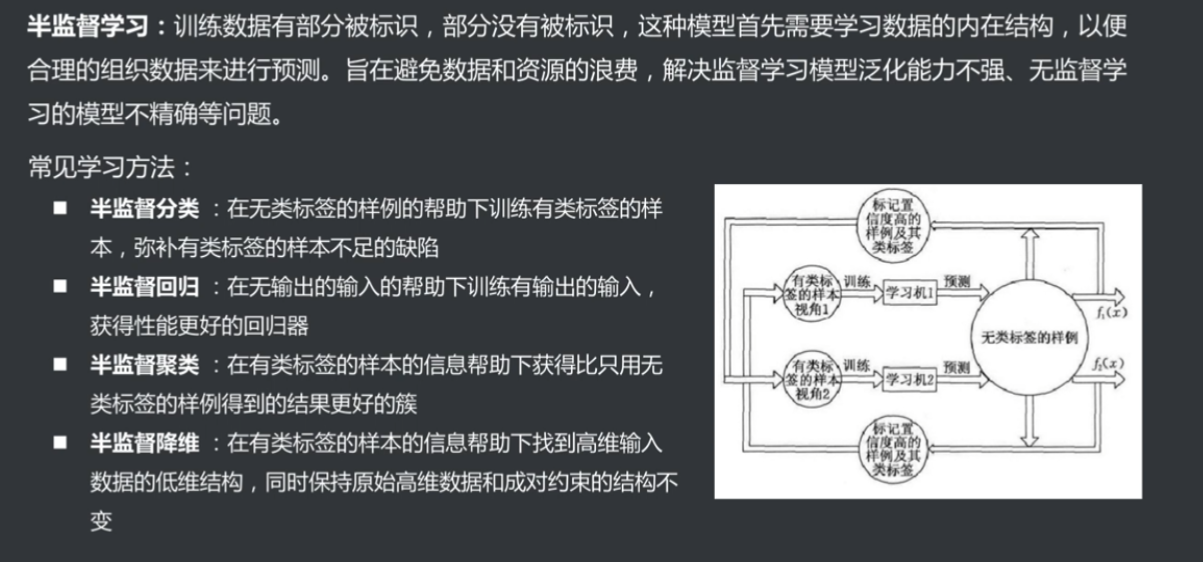 半监督学习：训练数据有部分被标识，部分没有被标识，这种模型首先需要学习数据的内在结构，以便
合理的组织数据来进行预测。旨在避免数据和资源的浪费，解决监督学习模型泛化能力不强、无监督学
习的模型不精确等问题。
常见学习方法：
■ 半监督分类 ：在无类标签的样例的帮助下训练有类标签的样
本，弥补有类标签的样本不足的缺陷
■ 半监督回归 ：在无输出的输入的帮助下训练有输出的输入，
获得性能更好的回归器
■ 半监督聚类 ：在有类标签的样本的信息帮助下获得比只用无
类标签的样例得到的结果更好的簇
■ 半监督降维 ：在有类标签的样本的信息帮助下找到高维输入
数据的低维结构，同时保持原始高维数据和成对约束的结构不
变
标记置
信度高的
样例及其
类标签
有类标
签的样本
视角1
训练
学习机1
预测
f₁(x)
无类标签的样例
有类标
签的样本
视角2
训练
学习机2
预测
f₂(x)
标记置
信度高的
样例及其
类标签